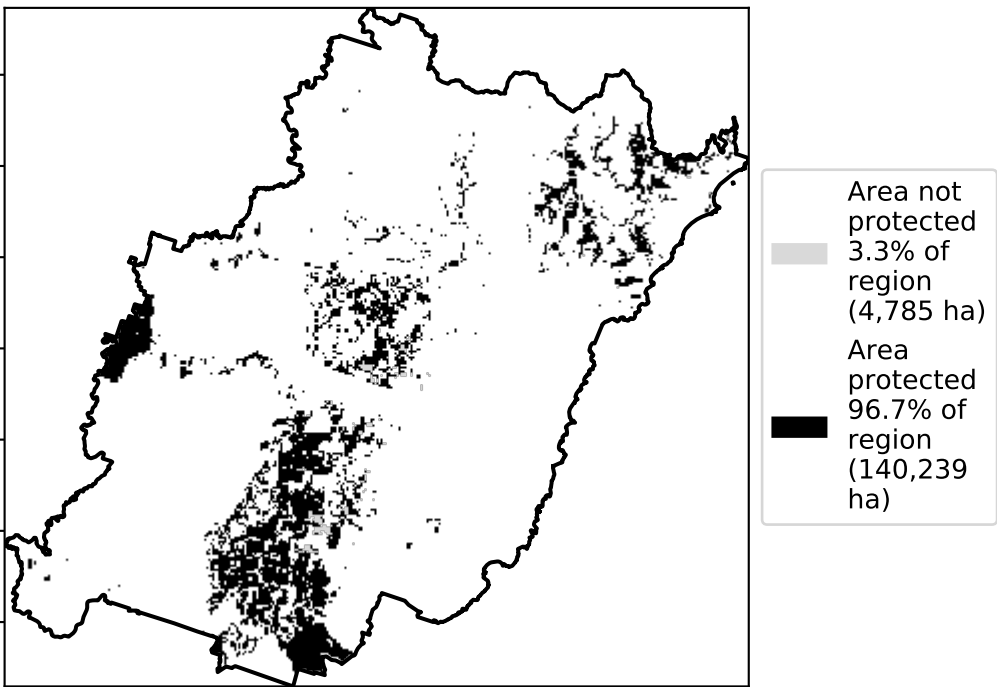 Area not
protected
3.3% of
region
(4,785 ha)
Area
protected
96.7% of
region
(140,239
ha)